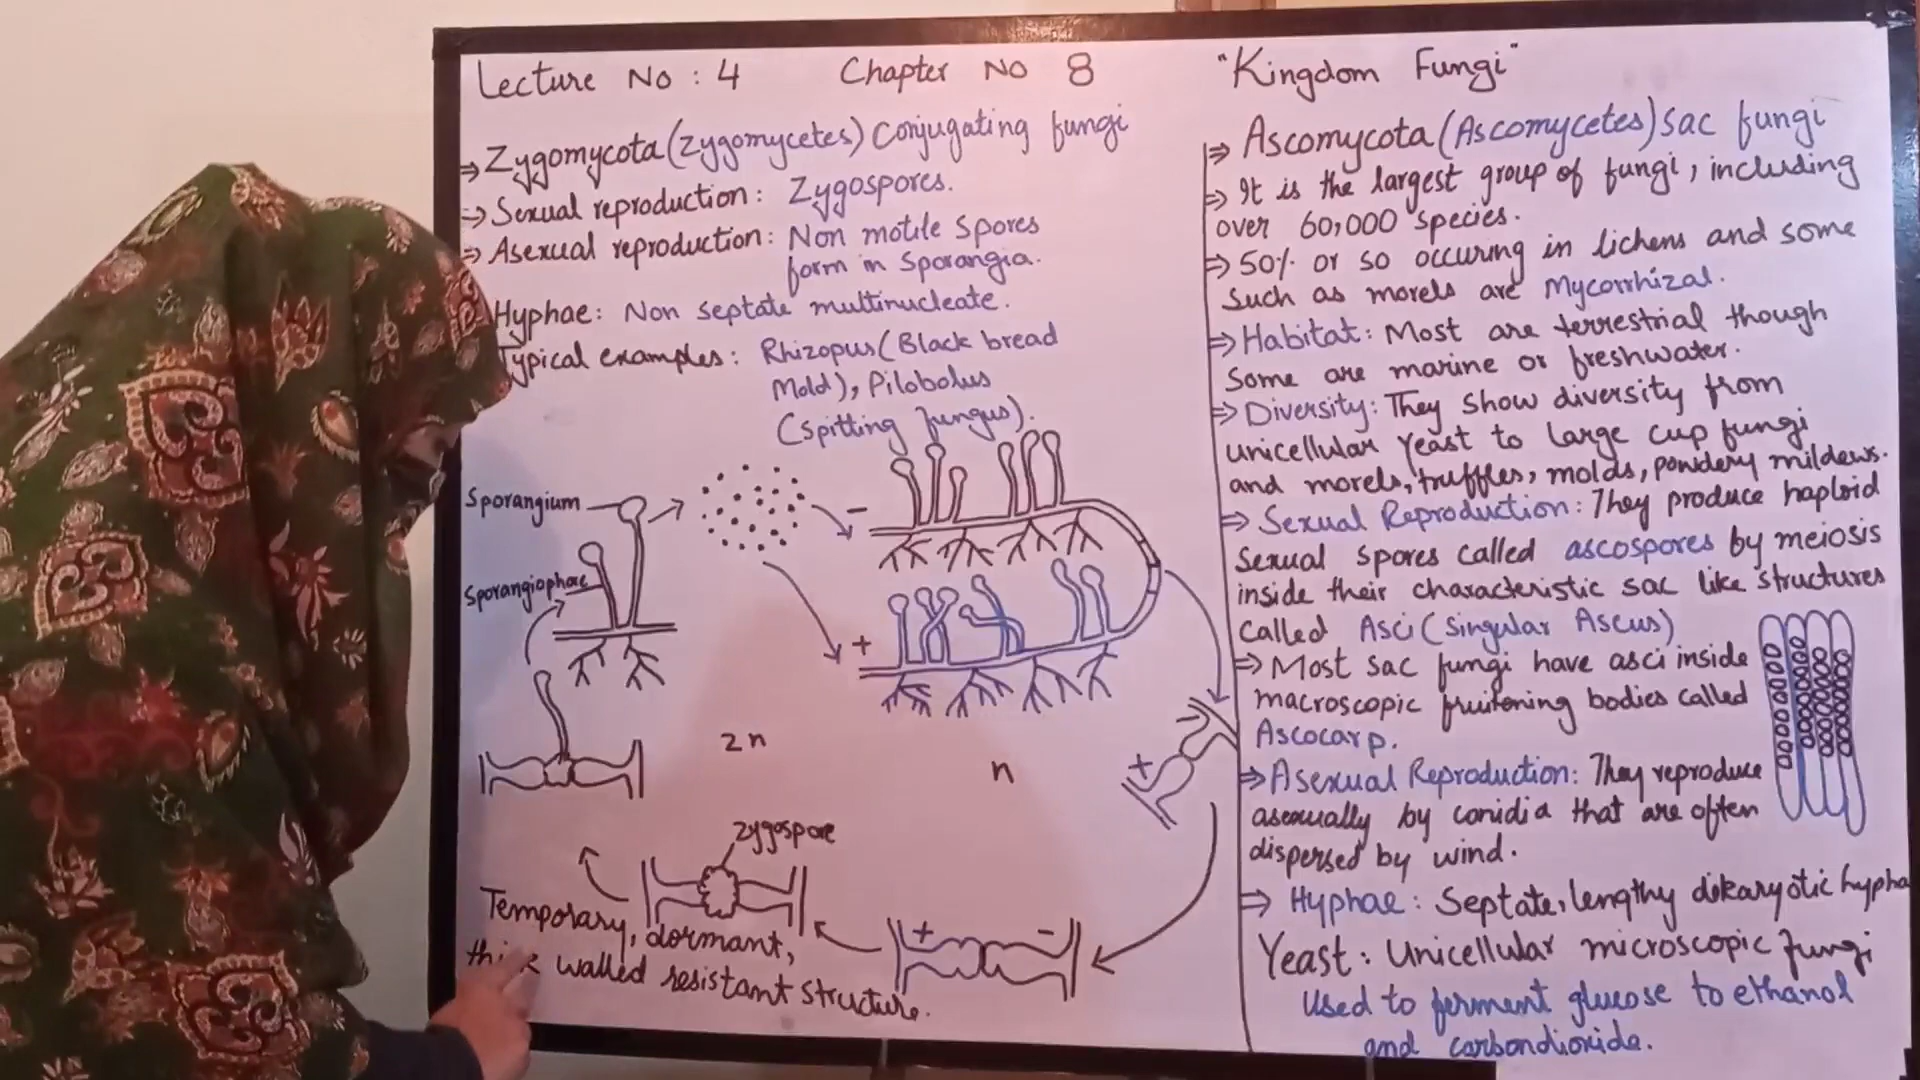 Lecture No : 4 Chapter No 8 "Kingdom Fungi"
⇒ Zygomycota (Zygomycetes) Conjugating fungi
⇒ Sexual reproduction : Zygospores.
⇒ Asexual reproduction : Non motile spores
form in sporangia.
Hyphae : Non septate multinucleate.
Typical examples : Rhizopus (Black bread
Mold), Pilobolus
(spitting fungus).
Sporangium
Sporangiophore
-
+
2n
n
-
+
zygospore
+ -
Temporary, dormant,
thick walled resistant structure.
⇒ Ascomycota (Ascomycetes) sac fungi
⇒ It is the largest group of fungi, including
over 60,000 species.
⇒ 50% or so occuring in lichens and some
such as morels are Mycorrhizal.
⇒ Habitat : Most are terrestrial though
some are marine or freshwater.
⇒ Diversity : They show diversity from
unicellular yeast to large cup fungi
and morels, truffles, molds, powdery mildews.
⇒ Sexual Reproduction : They produce haploid
sexual spores called ascospores by meiosis
inside their characteristic sac like structures
called Asci (Singular Ascus)
⇒ Most sac fungi have asci inside
macroscopic fruitening bodies called
Ascocarp.
⇒ Asexual Reproduction : They reproduce
asexually by conidia that are often
dispersed by wind.
⇒ Hyphae : Septate, lengthy dikaryotic hypha
Yeast : Unicellular microscopic fungi
used to ferment glucose to ethanol
and carbondioxide.